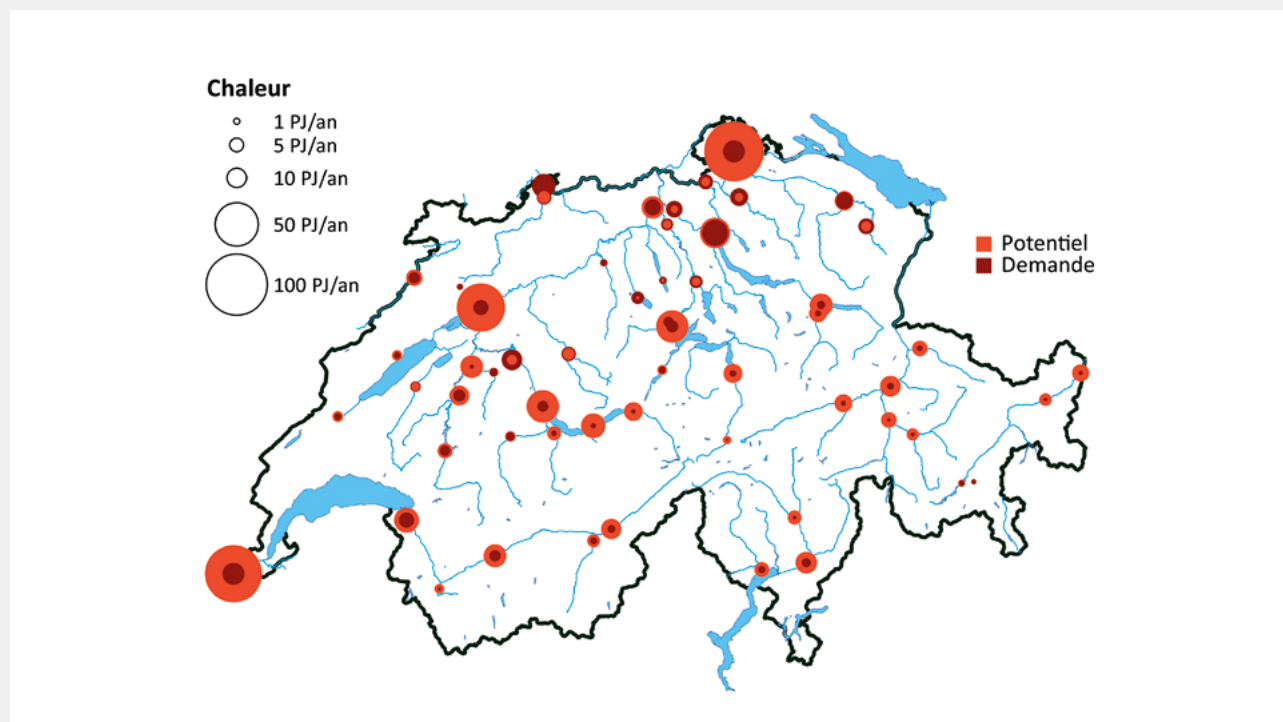 Chaleur
1 PJ/an
5 PJ/an
10 PJ/an
50 PJ/an
100 PJ/an
Potentiel
Demande